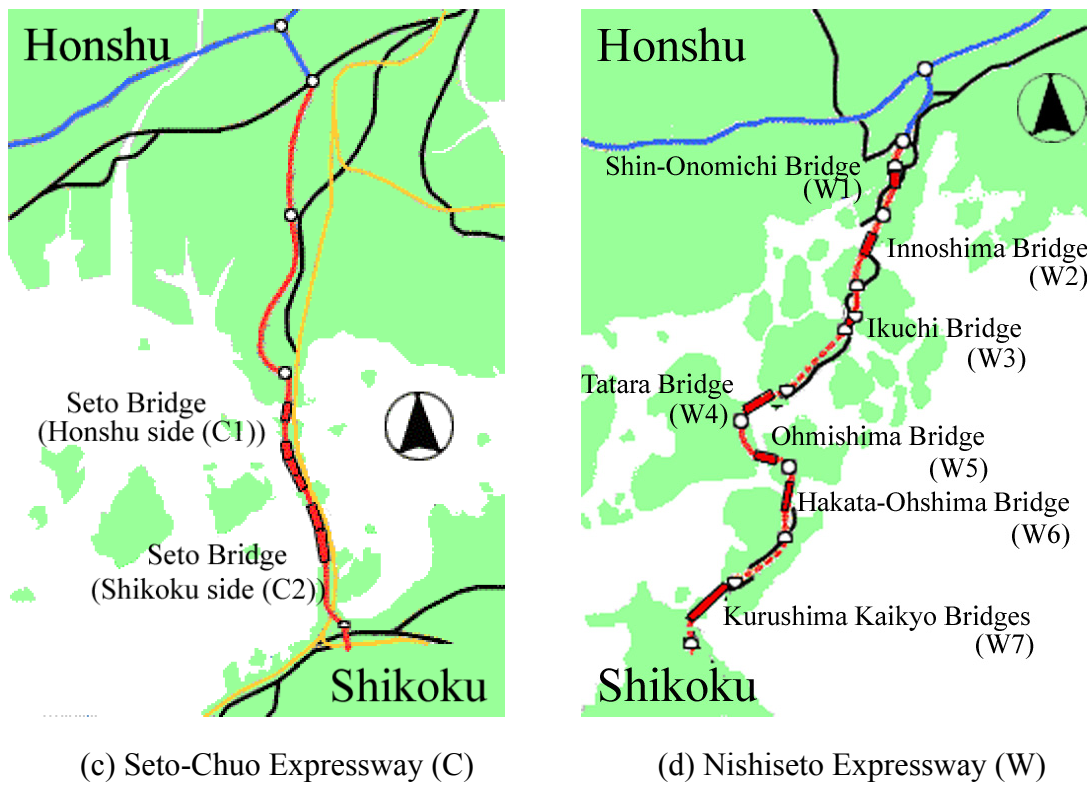 Honshu
Seto Bridge
(Honshu side (C1))
Seto Bridge
(Shikoku side (C2))
Shikoku
(c) Seto-Chuo Expressway (C)
Honshu
Shin-Onomichi Bridge
(W1)
Innoshima Bridge
(W2)
Ikuchi Bridge
(W3)
Tatara Bridge
(W4)
Ohmishima Bridge
(W5)
Hakata-Ohshima Bridge
(W6)
Kurushima Kaikyo Bridges
(W7)
Shikoku
(d) Nishiseto Expressway (W)